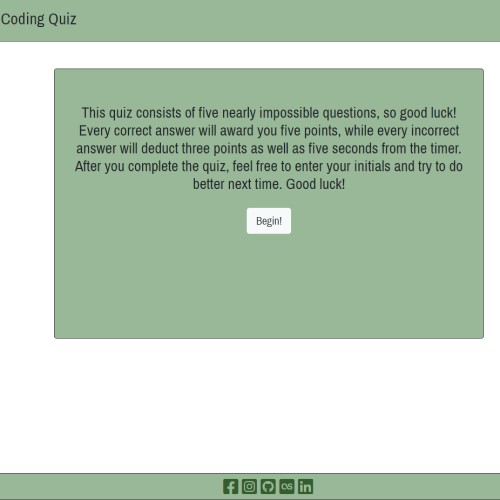 Coding Quiz
This quiz consists of five nearly impossible questions, so good luck!
Every correct answer will award you five points, while every incorrect
answer will deduct three points as well as five seconds from the timer.
After you complete the quiz, feel free to enter your initials and try to do
better next time. Good luck!
Begin!